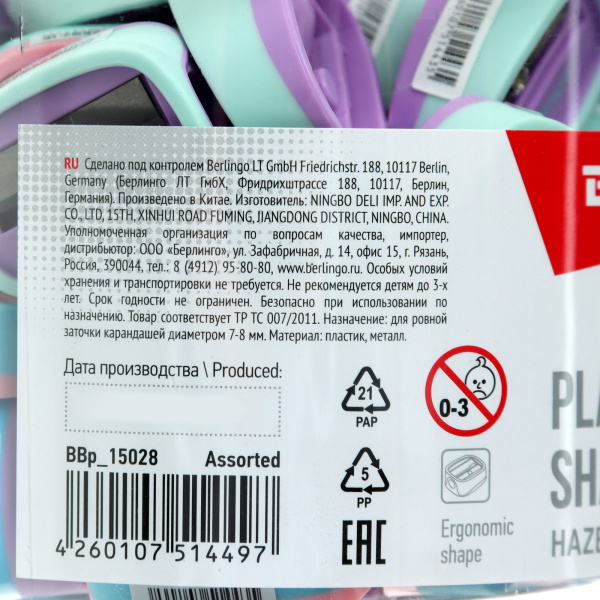 RU Сделано под контролем Berlingo LT GmbH Friedrichstr. 188, 10117 Berlin,
Germany (Берлинго ЛТ ГмбХ, Фридрихштрассе 188, 10117, Берлин,
Германия). Произведено в Китае. Изготовитель: NINGBO DELI IMP. AND EXP.
CO., LTD, 15TH, XINHUI ROAD FUMING, JIANGDONG DISTRICT, NINGBO, CHINA.
Уполномоченная организация по вопросам качества, импортер,
дистрибьютор: ООО «Берлинго», ул. Зафабричная, д. 14, офис 15, г. Рязань,
Россия, 390044, тел.: 8 (4912) 95-80-80, www.berlingo.ru. Особых условий
хранения и транспортировки не требуется. Не рекомендуется детям до 3-х
лет. Срок годности не ограничен. Безопасно при использовании по
назначению. Товар соответствует ТР ТС 007/2011. Назначение: для ровной
заточки карандашей диаметром 7-8 мм. Материал: пластик, металл.
Дата производства \ Produced:
BBp_15028 Assorted
4 260107 514497
21
PAP
5
PP
EAC
0-3
Ergonomic
shape
PLA
SHA
HAZE